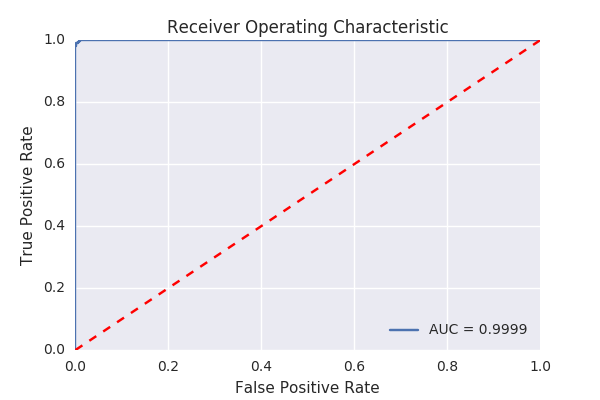 Receiver Operating Characteristic
1.0
0.8
0.6
0.4
0.2
0.0
True Positive Rate
AUC = 0.9999
0.0 0.2 0.4 0.6 0.8 1.0
False Positive Rate